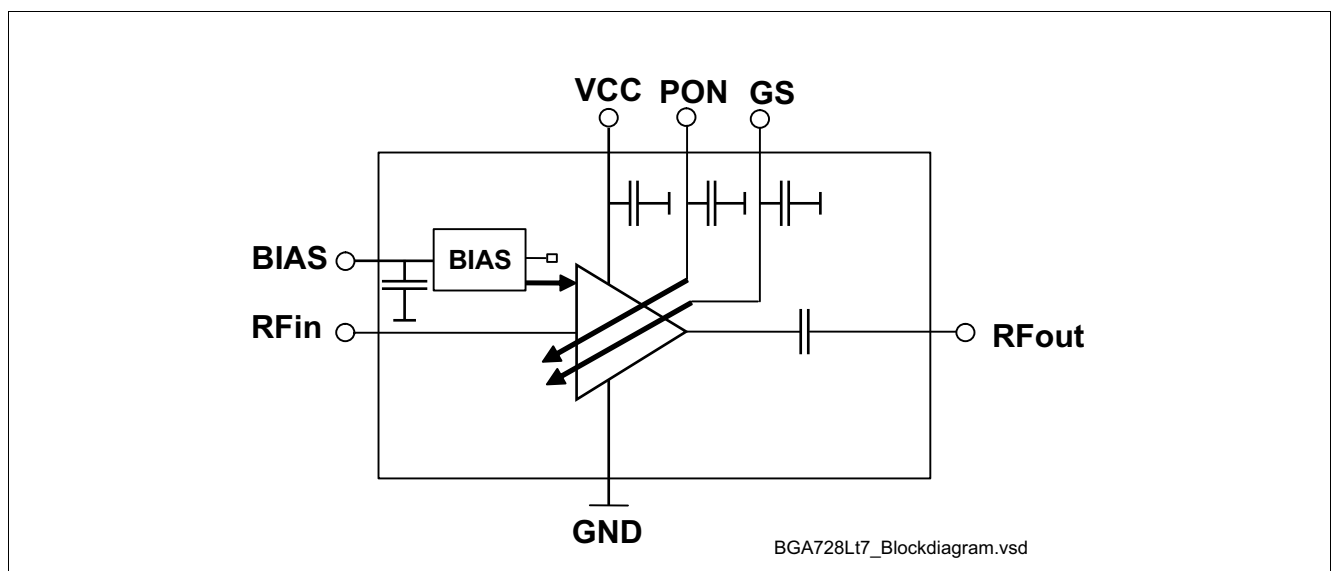 VCC PON GS
BIAS
BIAS
RFin
RFout
GND
BGA728Lt7_Blockdiagram.vsd